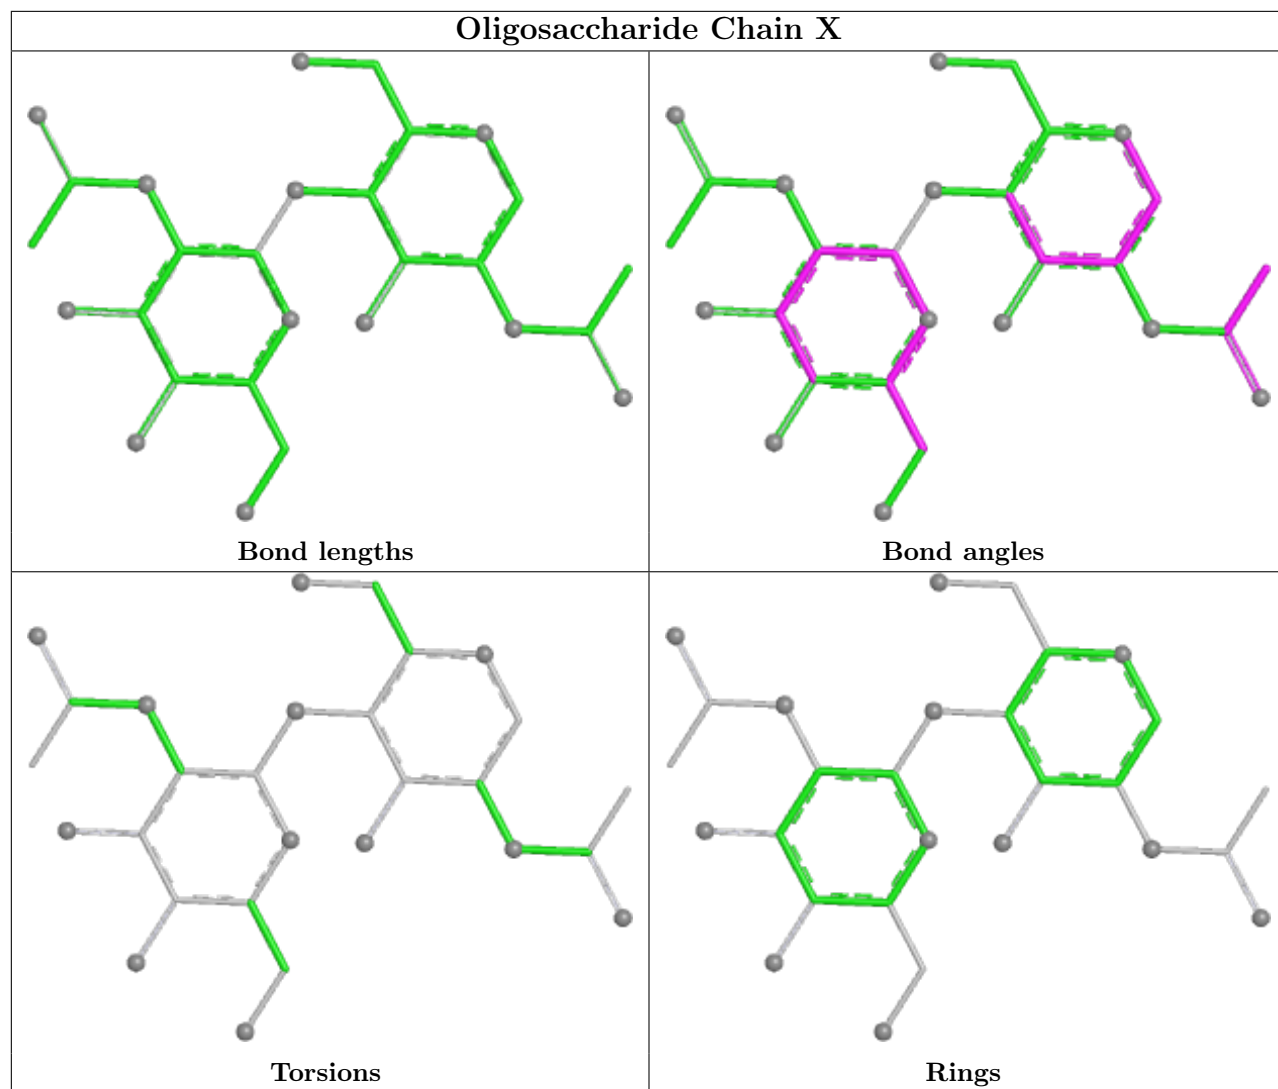 Oligosaccharide Chain X
Bond lengths
Bond angles
Torsions
Rings